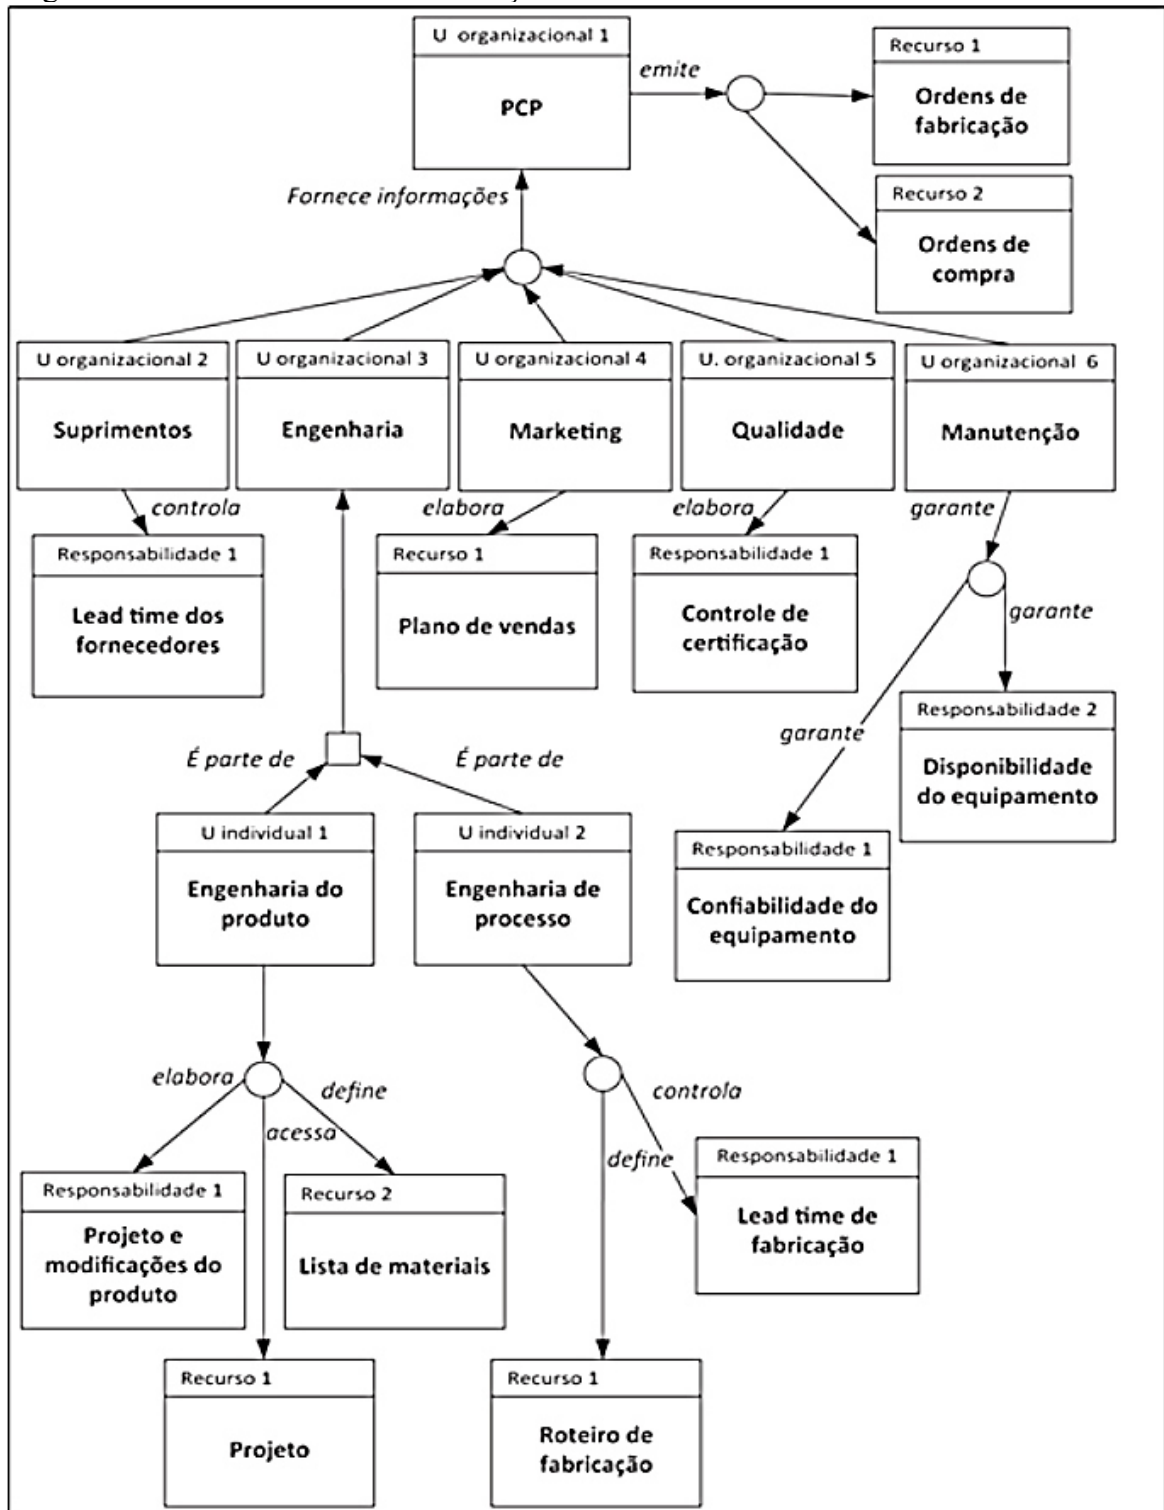 U organizacional 1
PCP
emite
Recurso 1
Ordens de
fabricação
Recurso 2
Ordens de
compra
Fornece informações
U organizacional 2
Suprimentos
U organizacional 3
Engenharia
U organizacional 4
Marketing
U. organizacional 5
Qualidade
U organizacional 6
Manutenção
controla
elabora
elabora
garante
Responsabilidade 1
Lead time dos
fornecedores
Recurso 1
Plano de vendas
Responsabilidade 1
Controle de
certificação
garante
garante
Responsabilidade 2
Disponibilidade
do equipamento
É parte de
É parte de
U individual 1
Engenharia do
produto
U individual 2
Engenharia de
processo
Responsabilidade 1
Confiabilidade do
equipamento
elabora
define
acessa
controla
define
Responsabilidade 1
Projeto e
modificações do
produto
Recurso 2
Lista de materiais
Responsabilidade 1
Lead time de
fabricação
Recurso 1
Projeto
Recurso 1
Roteiro de
fabricação